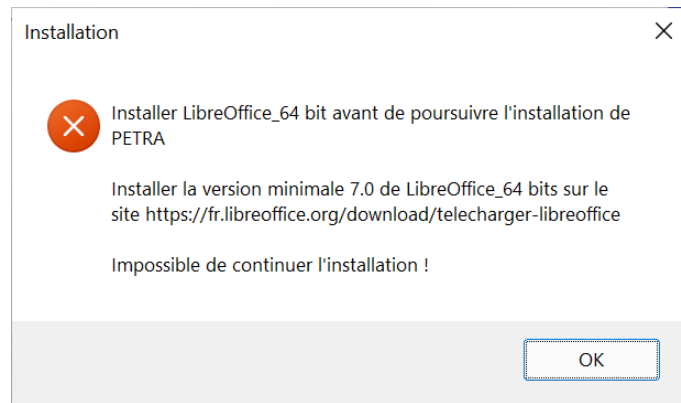 Installation
Installer LibreOffice_64 bit avant de poursuivre l'installation de
PETRA
Installer la version minimale 7.0 de LibreOffice_64 bits sur le
site https://fr.libreoffice.org/download/telecharger-libreoffice
Impossible de continuer l'installation !
OK